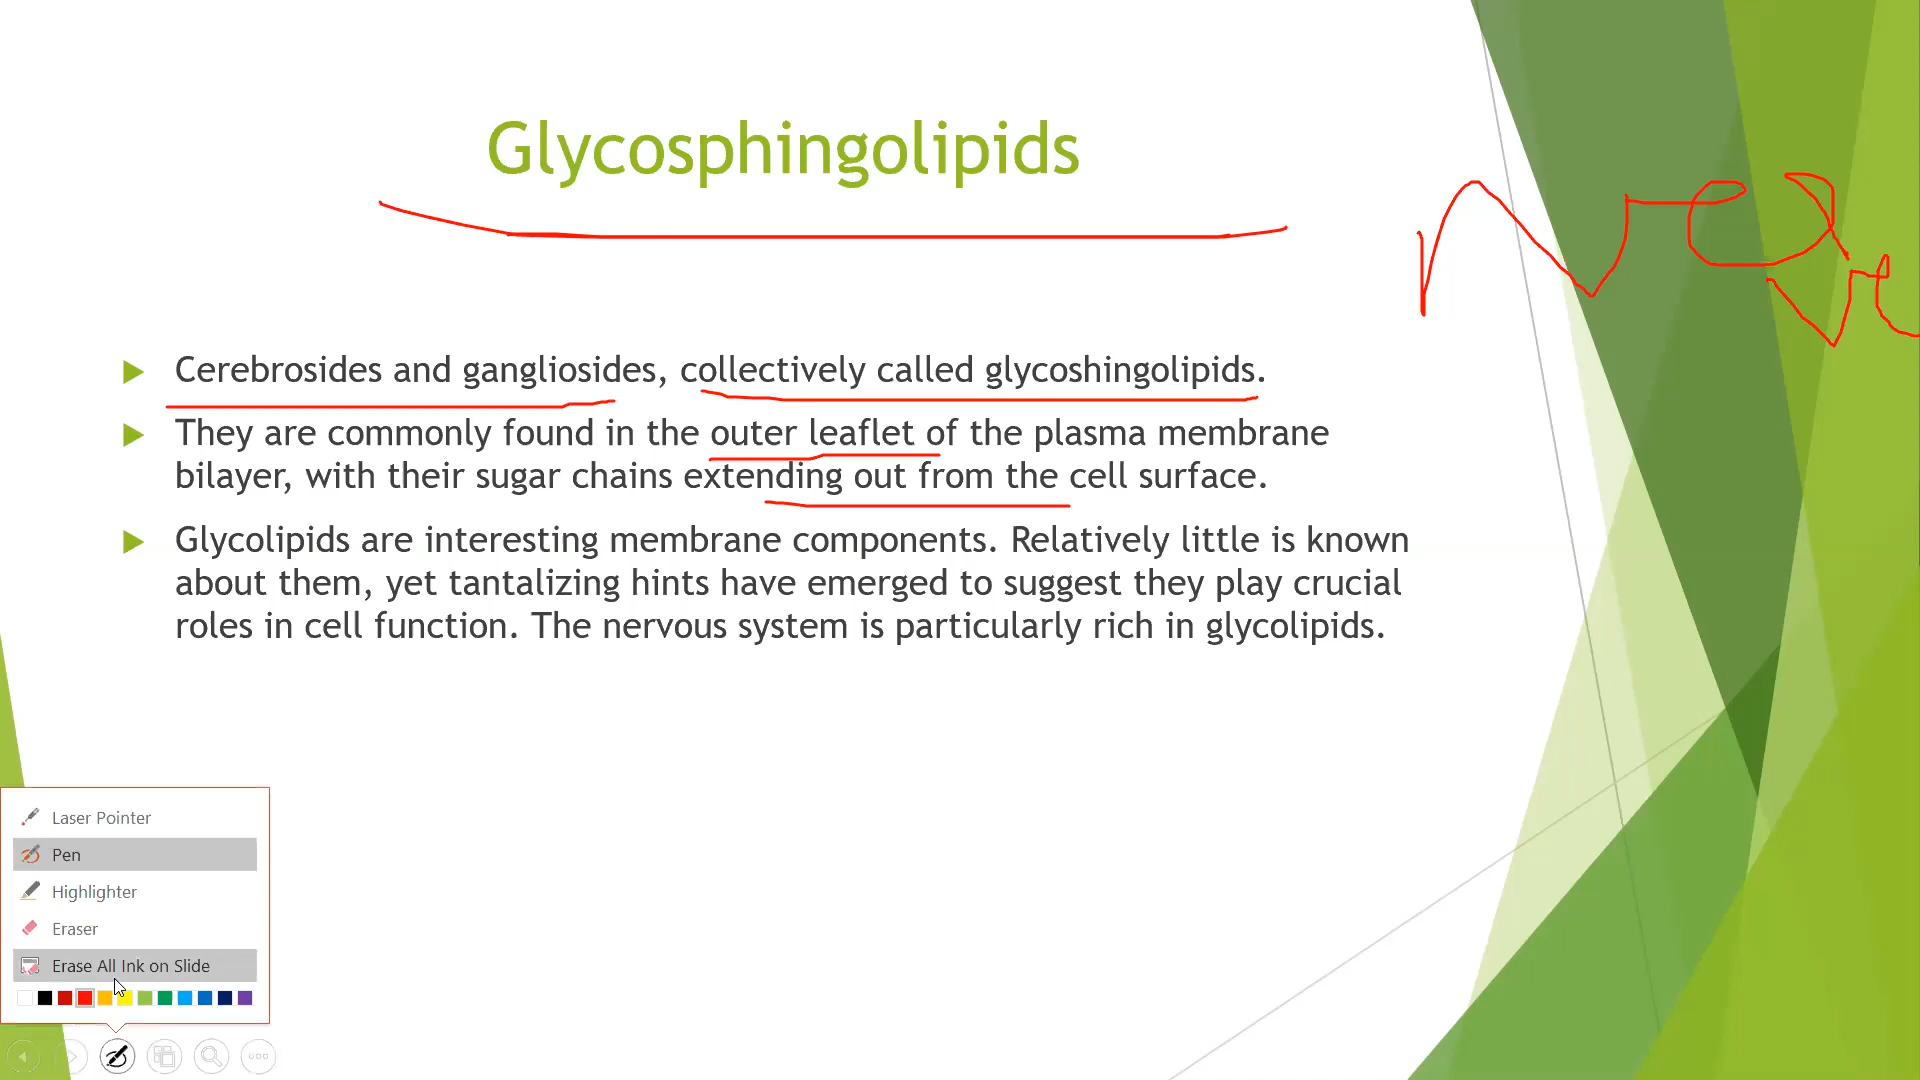 Glycosphingolipids
Cerebrosides and gangliosides, collectively called glycoshingolipids.
They are commonly found in the outer leaflet of the plasma membrane
bilayer, with their sugar chains extending out from the cell surface.
Glycolipids are interesting membrane components. Relatively little is known
about them, yet tantalizing hints have emerged to suggest they play crucial
roles in cell function. The nervous system is particularly rich in glycolipids.
Laser Pointer
Pen
Highlighter
Eraser
Erase All Ink on Slide